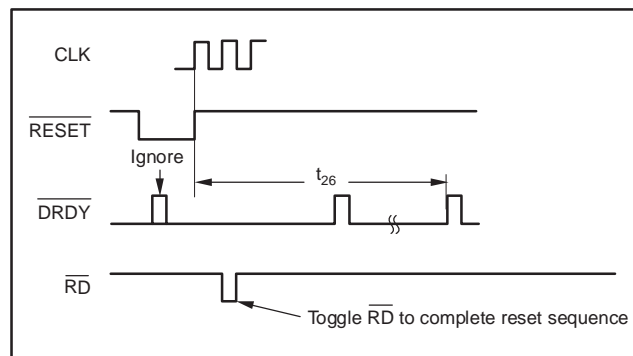 CLK
RESET
Ignore
t26
DRDY
RD
Toggle RD to complete reset sequence